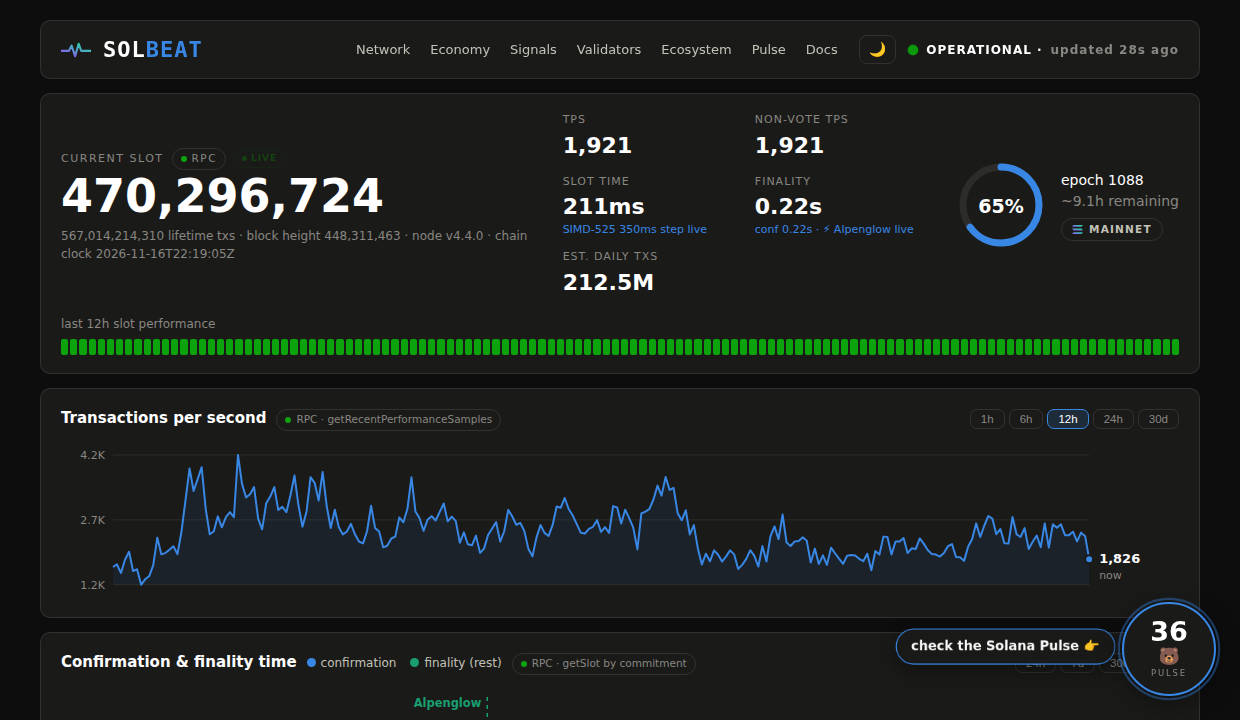 SOLBEAT
Network Economy Signals Validators Ecosystem Pulse Docs 🌙 OPERATIONAL · updated 28s ago
CURRENT SLOT RPC LIVE
470,296,724
567,014,214,310 lifetime txs · block height 448,311,463 · node v4.4.0 · chain
clock 2026-11-16T22:19:05Z
TPS
1,921
NON-VOTE TPS
1,921
SLOT TIME
211ms
SIMD-525 350ms step live
FINALITY
0.22s
conf 0.22s · ⚡ Alpenglow live
EST. DAILY TXS
212.5M
65%
epoch 1088
~9.1h remaining
MAINNET
last 12h slot performance
Transactions per second RPC · getRecentPerformanceSamples
1h 6h 12h 24h 30d
4.2K
2.7K
1.2K
1,826
now
Confirmation & finality time confirmation finality (rest) RPC · getSlot by commitment
Alpenglow
check the Solana Pulse 👉
36
🐻
PULSE